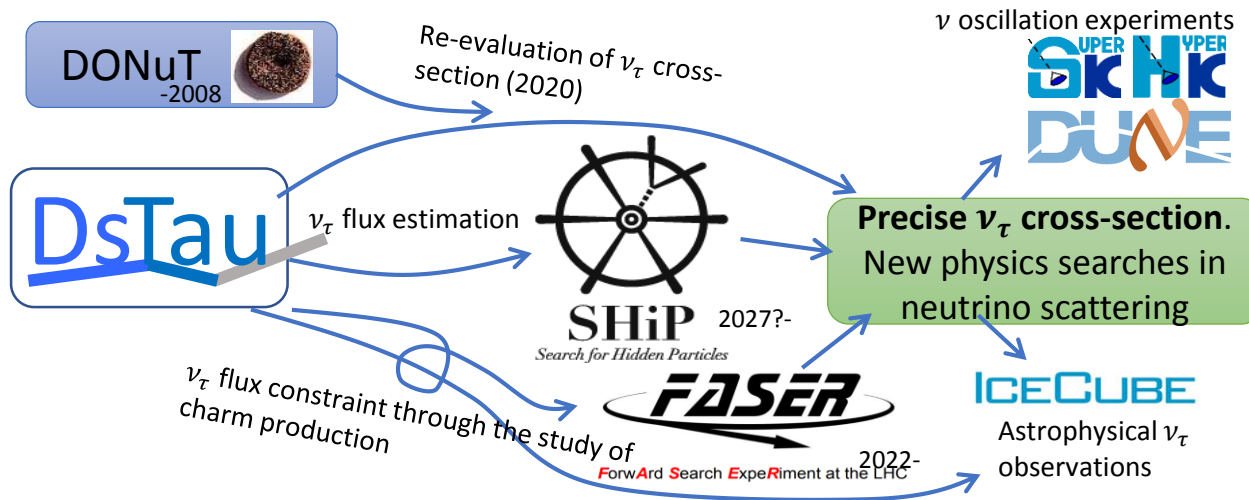 DONuT
-2008
Re-evaluation of ν_τ cross-
section (2020)
ν oscillation experiments
SUPER
K
HYPER
K
DUNE
DsTau
ν_τ flux estimation
SHiP
Search for Hidden Particles
2027?-
Precise ν_τ cross-section.
New physics searches in
neutrino scattering
ν_τ flux constraint through the study of
charm production
FASER
2022-
ForwArd Search ExpeRiment at the LHC
ICECUBE
Astrophysical ν_τ
observations